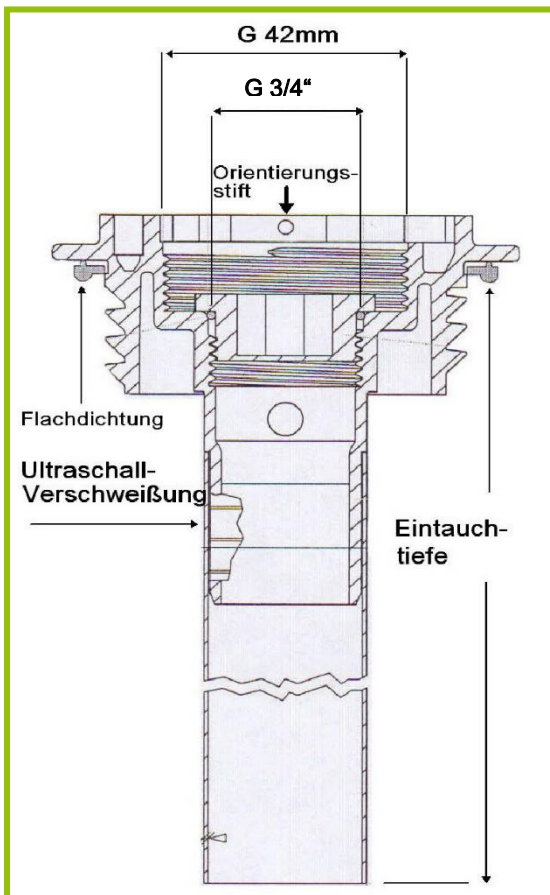 G 42mm
G 3/4“
Orientierungs-
stift
Flachdichtung
Ultraschall-
Verschweißung
Eintauch-
tiefe